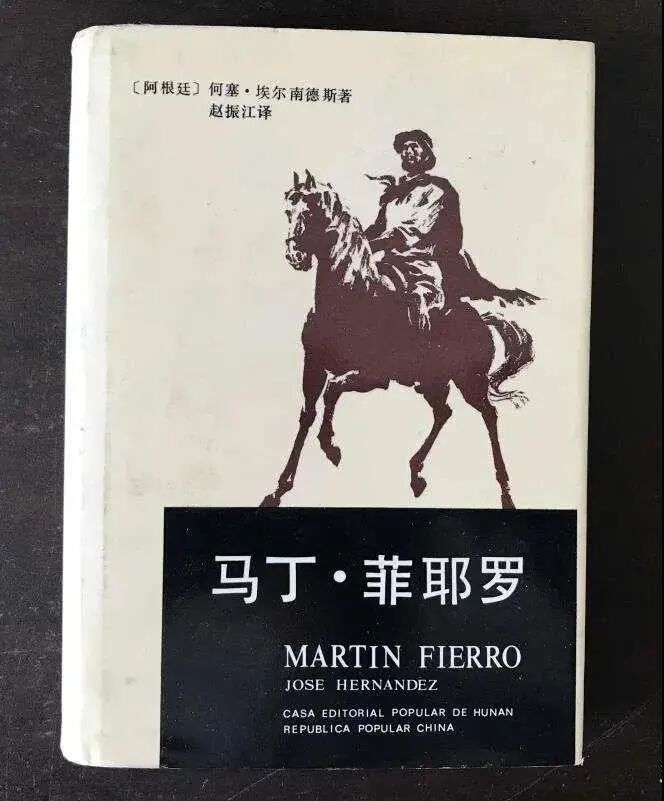 〔阿根廷〕何塞·埃尔南德斯著
赵振江译
马丁·菲耶罗
MARTIN FIERRO
JOSE HERNANDEZ
CASA EDITORIAL POPULAR DE HUNAN
REPUBLICA POPULAR CHINA